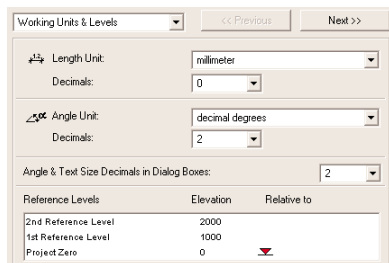 Working Units & Levels << Previous Next >>
1.2 Length Unit: millimeter
Decimals: 0
α Angle Unit: decimal degrees
Decimals: 2
Angle & Text Size Decimals in Dialog Boxes: 2
Reference Levels Elevation Relative to
2nd Reference Level 2000
1st Reference Level 1000
Project Zero 0